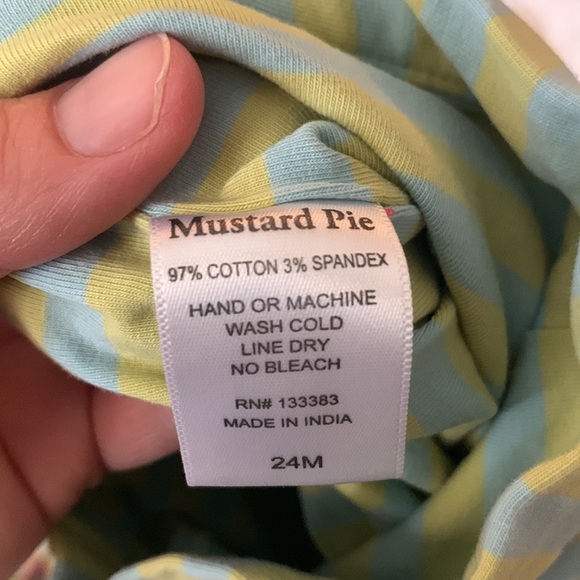 Mustard Pie
97% COTTON 3% SPANDEX
HAND OR MACHINE
WASH COLD
LINE DRY
NO BLEACH
RN# 133383
MADE IN INDIA
24M